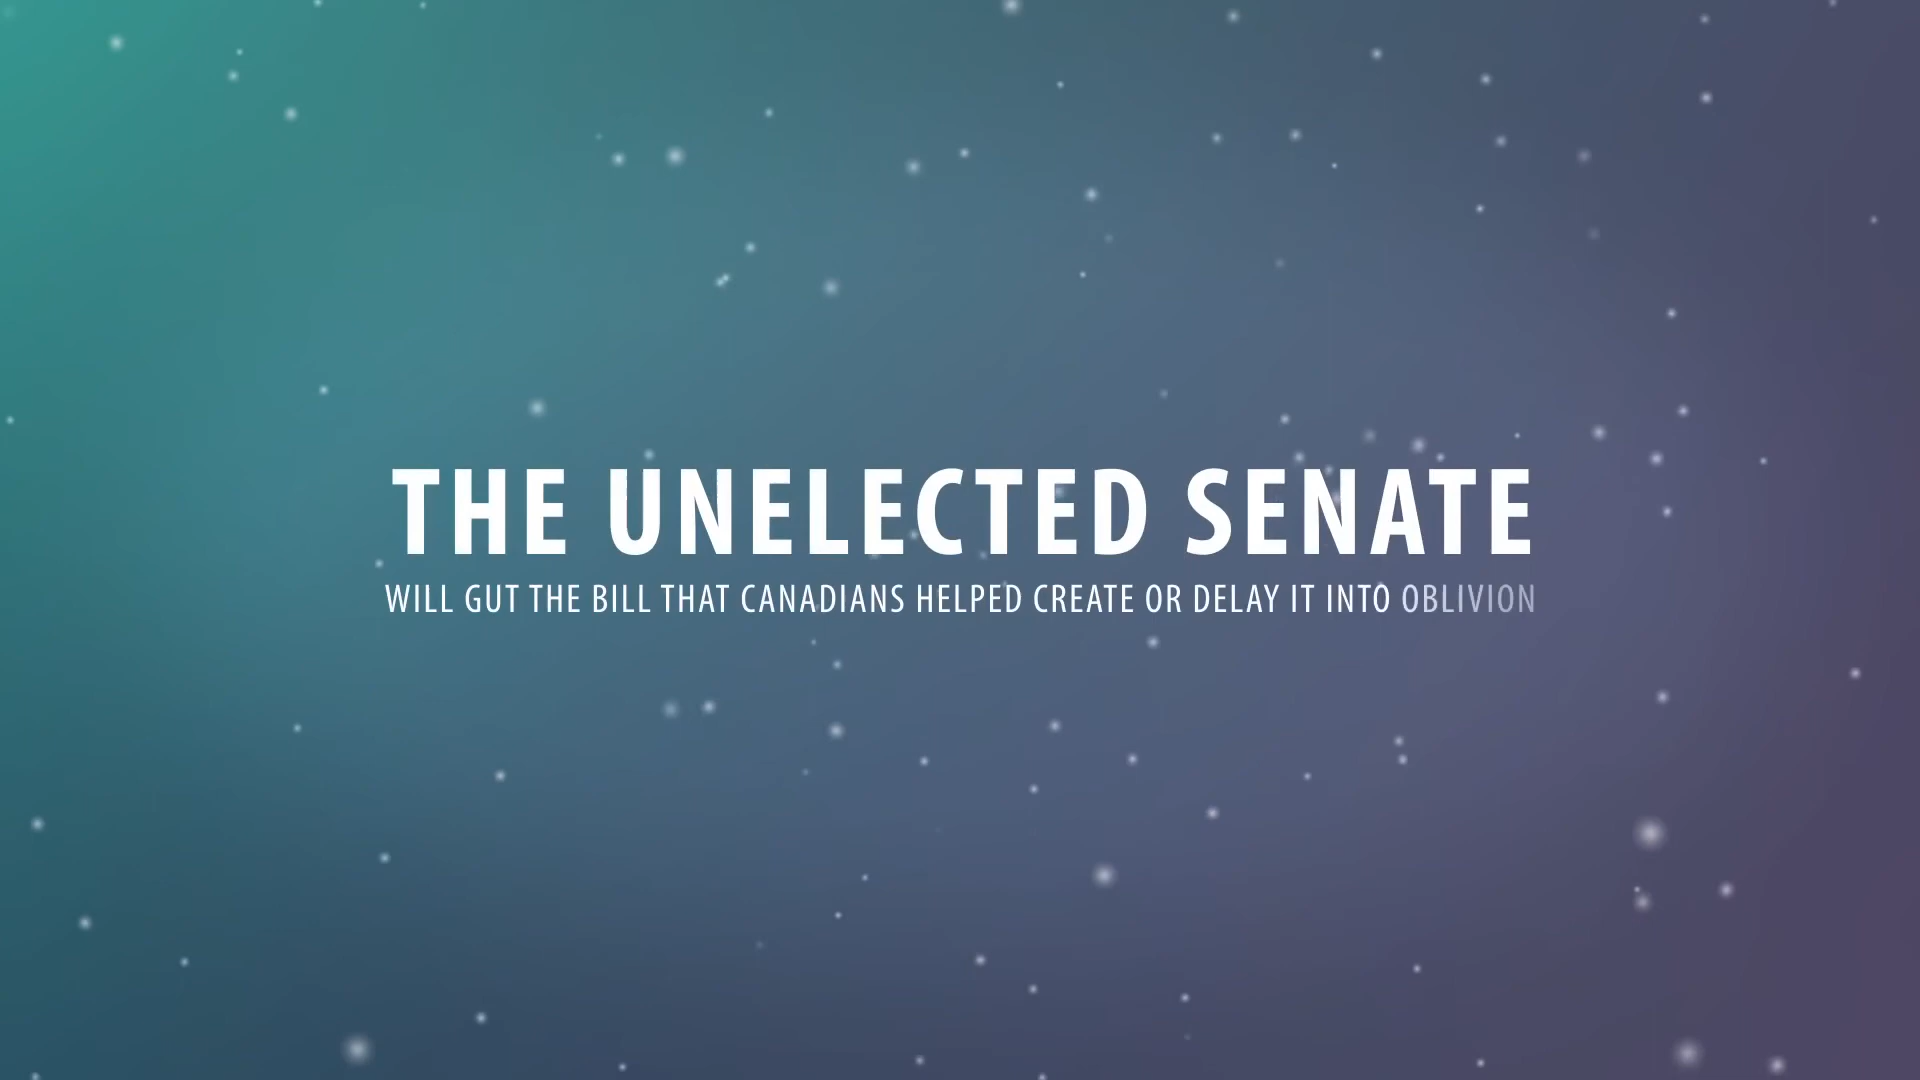 THE UNELECTED SENATE
WILL GUT THE BILL THAT CANADIANS HELPED CREATE OR DELAY IT INTO OBLIVION